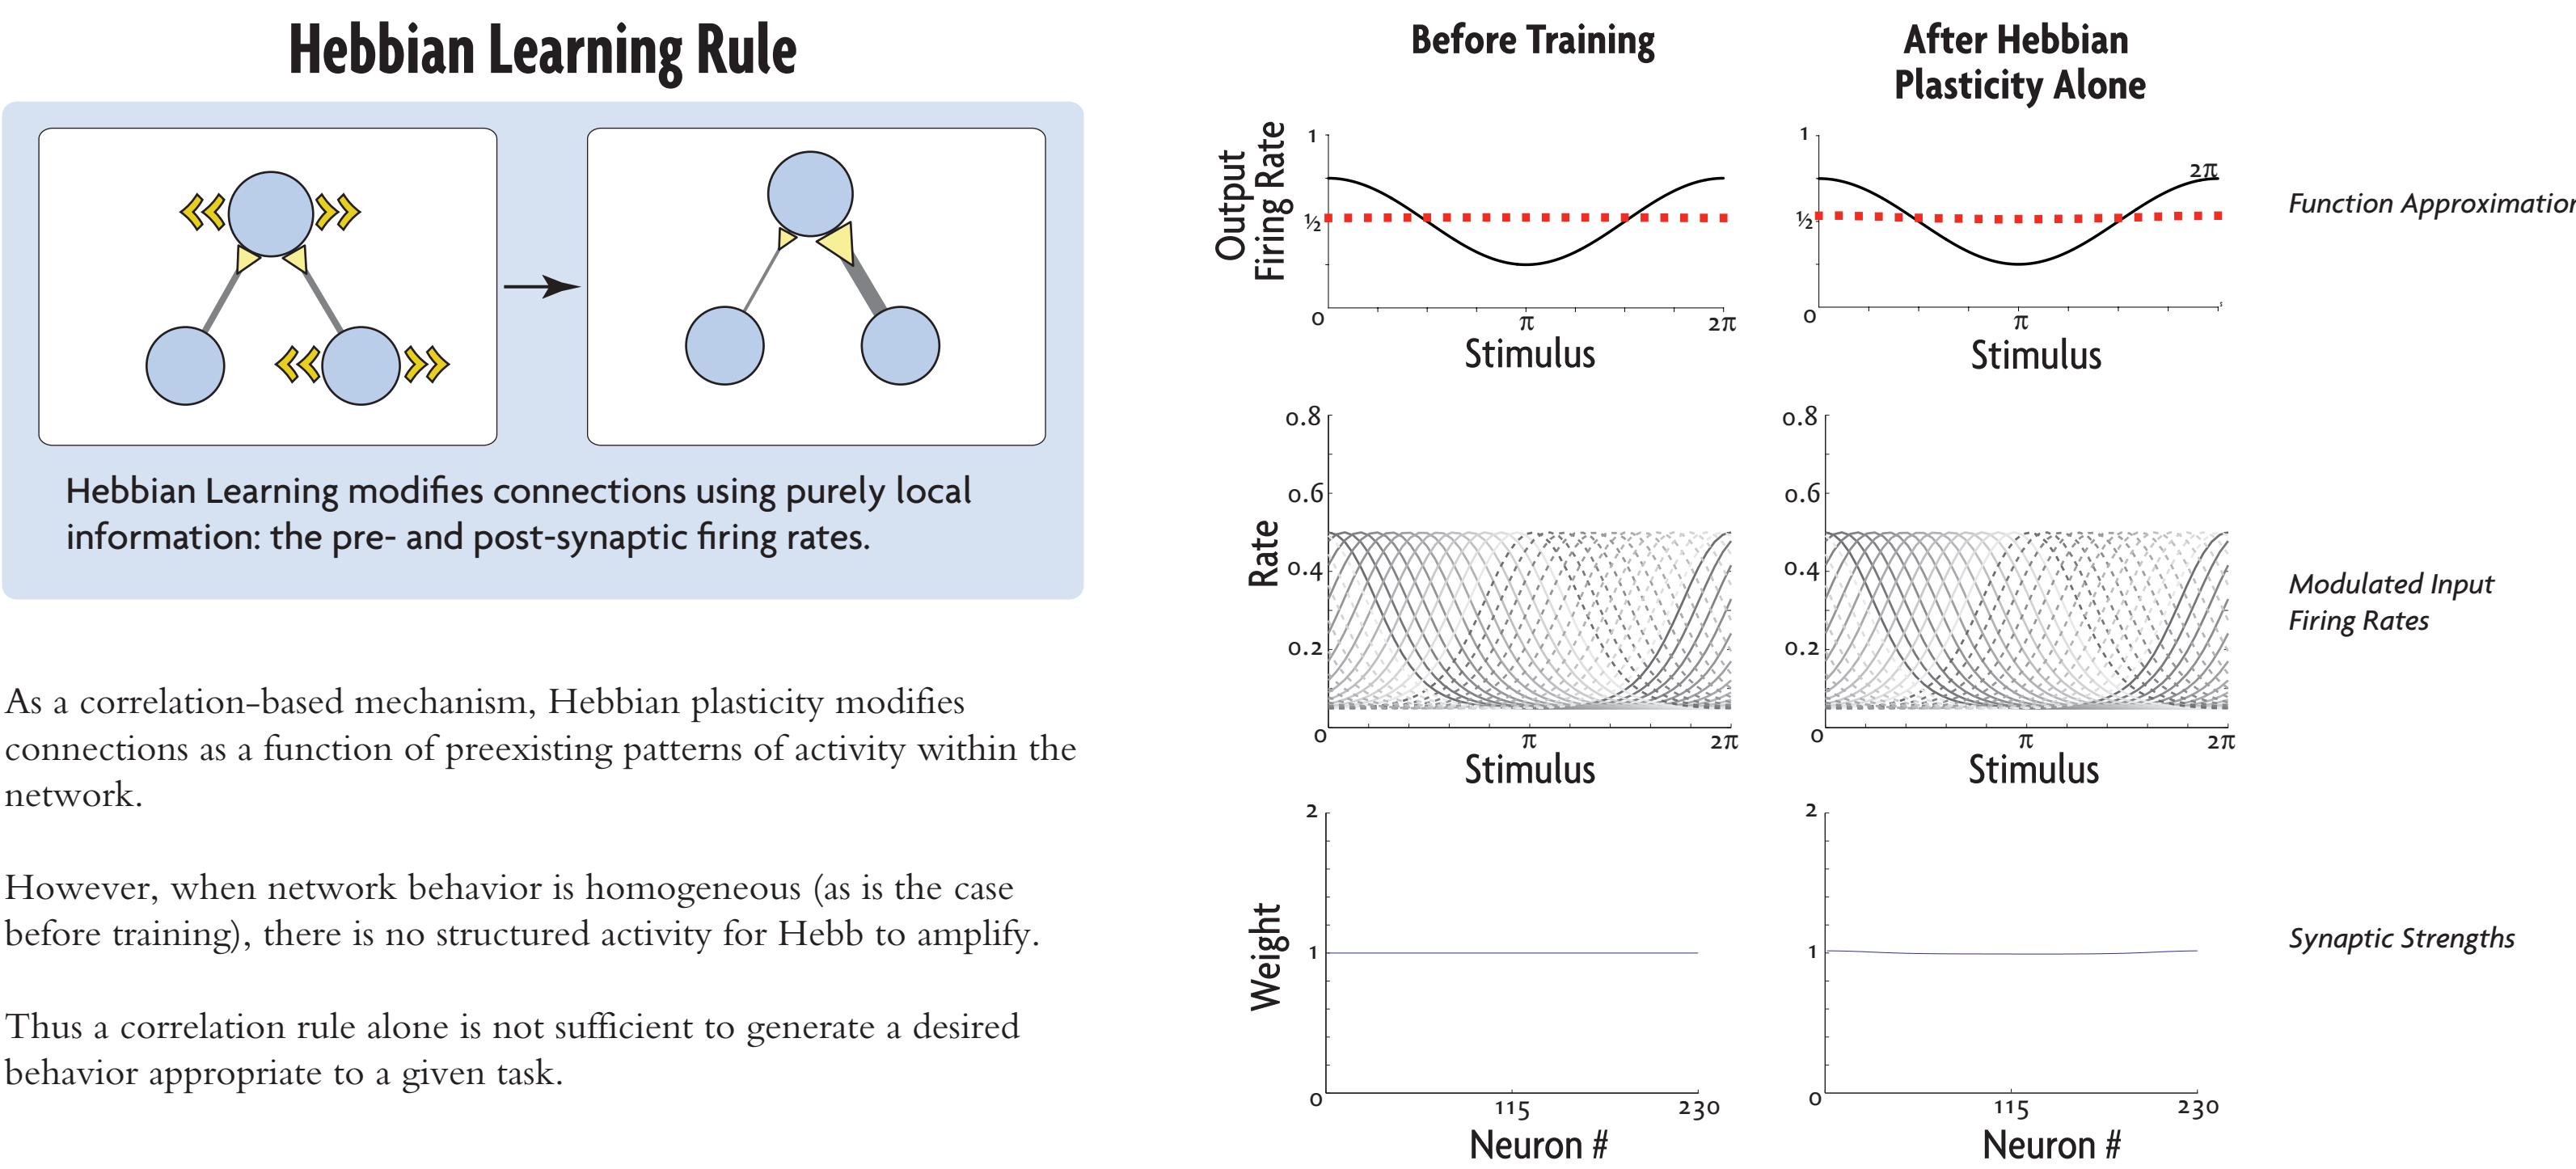 Hebbian Learning Rule
Hebbian Learning modifies connections using purely local
information: the pre- and post-synaptic firing rates.
As a correlation-based mechanism, Hebbian plasticity modifies
connections as a function of preexisting patterns of activity within the
network.
However, when network behavior is homogeneous (as is the case
before training), there is no structured activity for Hebb to amplify.
Thus a correlation rule alone is not sufficient to generate a desired
behavior appropriate to a given task.
Before Training
After Hebbian
Plasticity Alone
Output
Firing Rate
1
½
0
π
2π
Stimulus
1
½
0
π
2π
Stimulus
Function Approximation
Rate
0.8
0.6
0.4
0.2
0
π
2π
Stimulus
0.8
0.6
0.4
0.2
0
π
2π
Stimulus
Modulated Input
Firing Rates
Weight
2
1
0
115
230
Neuron #
2
1
0
115
230
Neuron #
Synaptic Strengths